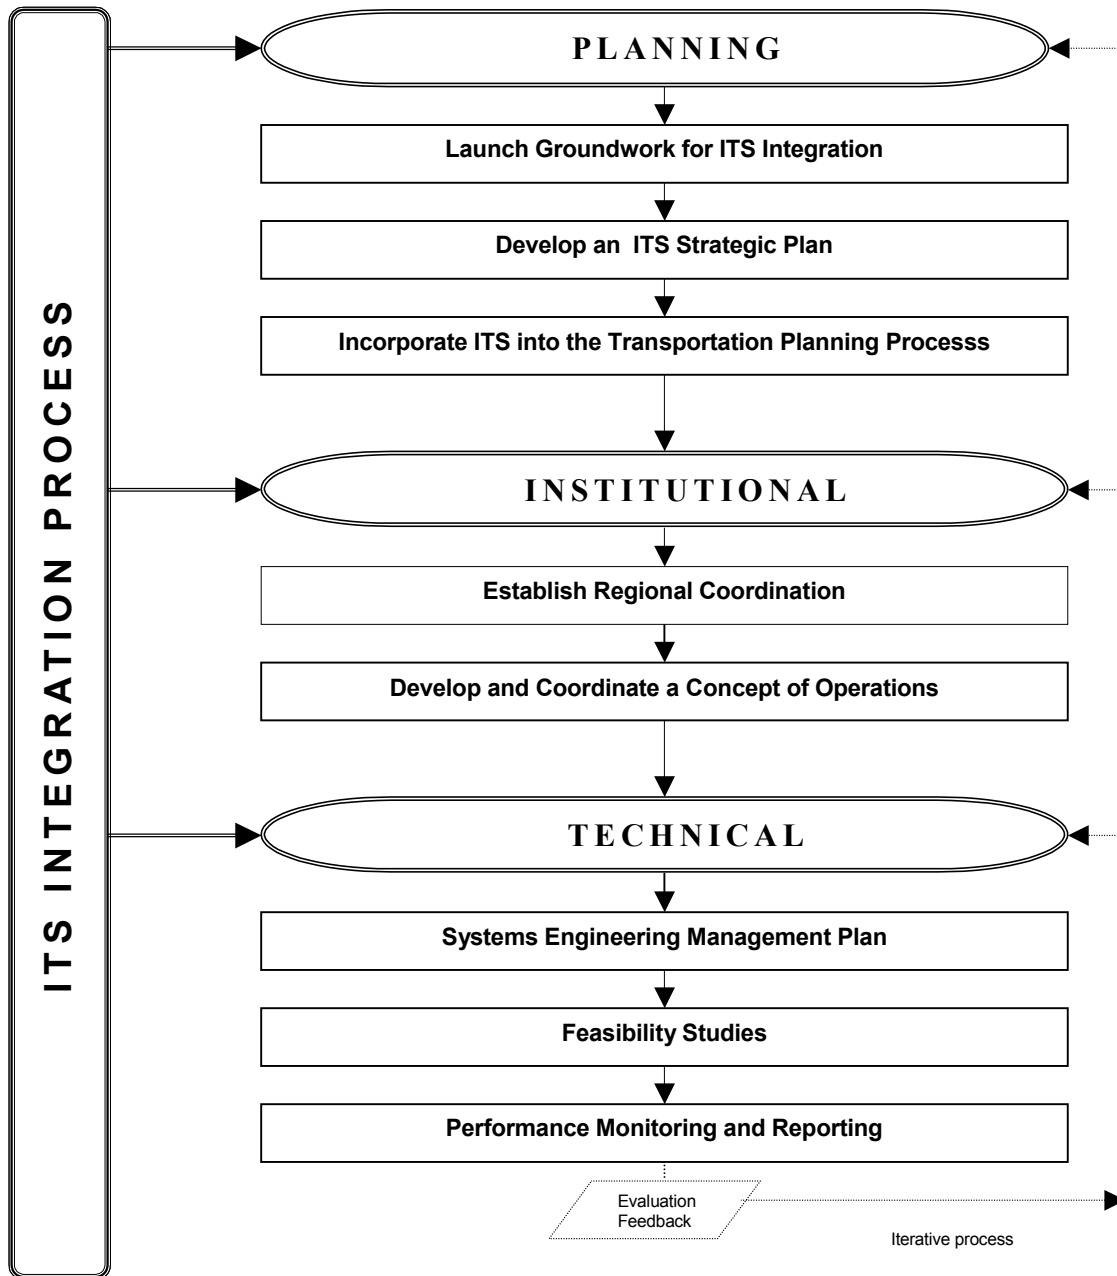 ITS INTEGRATION PROCESS
PLANNING
Launch Groundwork for ITS Integration
Develop an ITS Strategic Plan
Incorporate ITS into the Transportation Planning Processs
INSTITUTIONAL
Establish Regional Coordination
Develop and Coordinate a Concept of Operations
TECHNICAL
Systems Engineering Management Plan
Feasibility Studies
Performance Monitoring and Reporting
Evaluation
Feedback
Iterative process